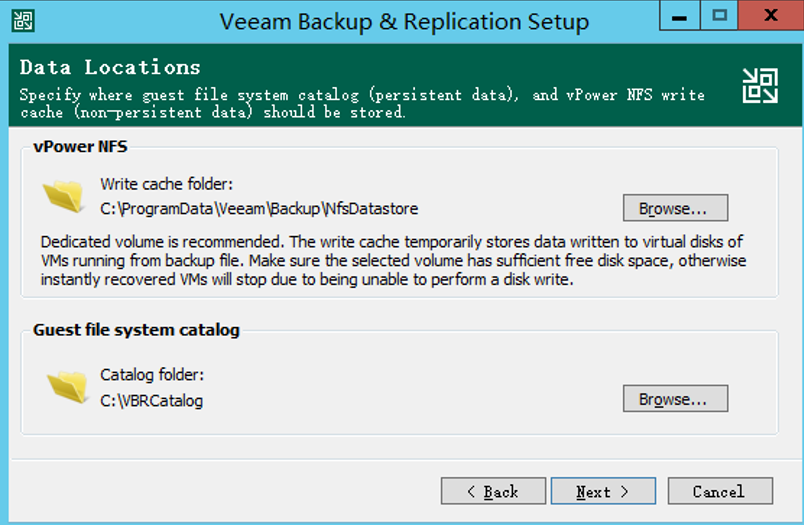 Veeam Backup & Replication Setup
Data Locations
Specify where guest file system catalog (persistent data), and vPower NFS write
cache (non-persistent data) should be stored.
vPower NFS
Write cache folder:
C:\ProgramData\Veeam\Backup\NfsDatastore
Browse...
Dedicated volume is recommended. The write cache temporarily stores data written to virtual disks of
VMs running from backup file. Make sure the selected volume has sufficient free disk space, otherwise
instantly recovered VMs will stop due to being unable to perform a disk write.
Guest file system catalog
Catalog folder:
C:\VBRCatalog
Browse...
< Back Next > Cancel